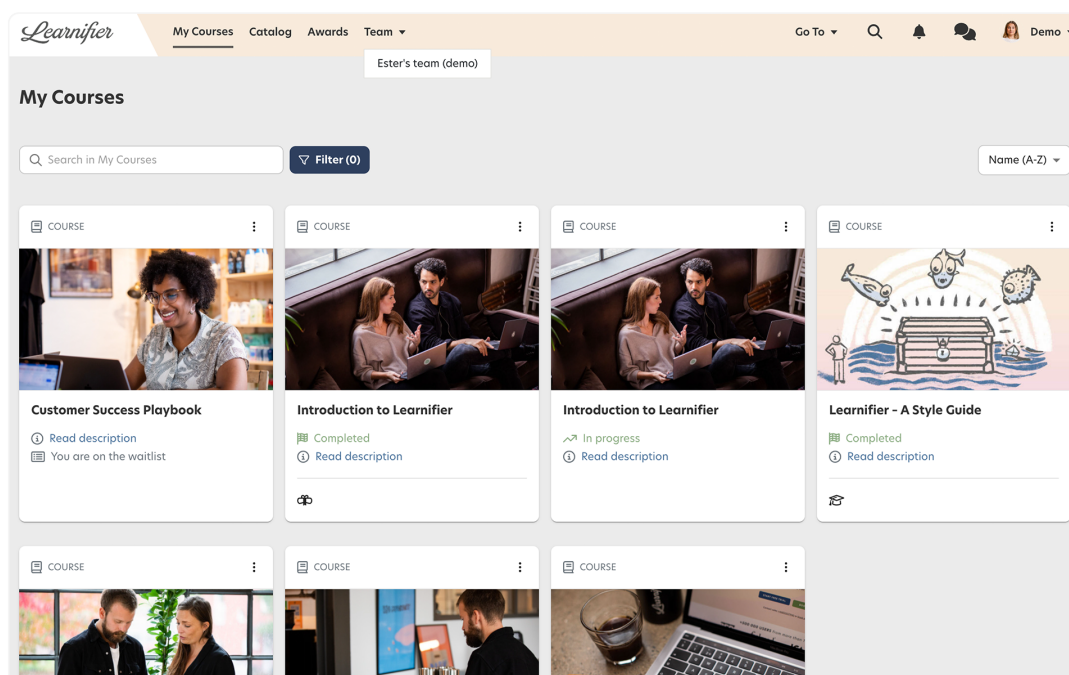 Learnifier
My Courses
Catalog
Awards
Team
Go To
Demo
Ester's team (demo)
My Courses
Search in My Courses
Filter (0)
Name (A-Z)
COURSE
COURSE
COURSE
COURSE
Customer Success Playbook
Read description
You are on the waitlist
Introduction to Learnifier
Completed
Read description
Introduction to Learnifier
In progress
Read description
Learnifier – A Style Guide
Completed
Read description
COURSE
COURSE
COURSE